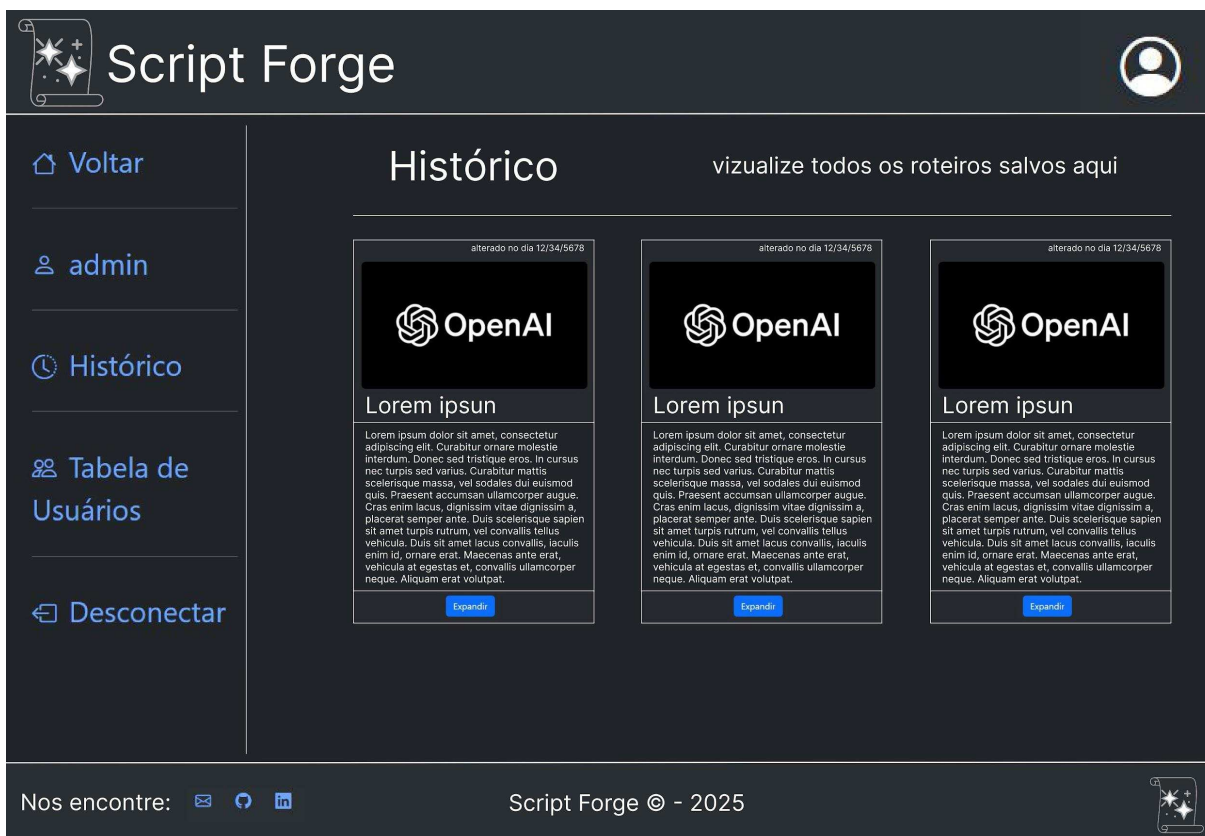 Script Forge
Voltar
admin
Histórico
Tabela de
Usuários
Desconectar
Histórico
vizualize todos os roteiros salvos aqui
alterado no dia 12/34/5678
OpenAI
Lorem ipsun
Lorem ipsum dolor sit amet, consectetur
adipiscing elit. Curabitur ornare molestie
interdum. Donec sed tristique eros. In cursus
nec turpis sed varius. Curabitur mattis
scelerisque massa, vel sodales dui euismod
quis. Praesent accumsan ullamcorper augue.
Cras enim lacus, dignissim vitae dignissim a,
placerat semper ante. Duis scelerisque sapien
sit amet turpis rutrum, vel convallis tellus
vehicula. Duis sit amet lacus convallis, iaculis
enim id, ornare erat. Maecenas ante erat,
vehicula at egestas et, convallis ullamcorper
neque. Aliquam erat volutpat.
Expandir
alterado no dia 12/34/5678
OpenAI
Lorem ipsun
Lorem ipsum dolor sit amet, consectetur
adipiscing elit. Curabitur ornare molestie
interdum. Donec sed tristique eros. In cursus
nec turpis sed varius. Curabitur mattis
scelerisque massa, vel sodales dui euismod
quis. Praesent accumsan ullamcorper augue.
Cras enim lacus, dignissim vitae dignissim a,
placerat semper ante. Duis scelerisque sapien
sit amet turpis rutrum, vel convallis tellus
vehicula. Duis sit amet lacus convallis, iaculis
enim id, ornare erat. Maecenas ante erat,
vehicula at egestas et, convallis ullamcorper
neque. Aliquam erat volutpat.
Expandir
alterado no dia 12/34/5678
OpenAI
Lorem ipsun
Lorem ipsum dolor sit amet, consectetur
adipiscing elit. Curabitur ornare molestie
interdum. Donec sed tristique eros. In cursus
nec turpis sed varius. Curabitur mattis
scelerisque massa, vel sodales dui euismod
quis. Praesent accumsan ullamcorper augue.
Cras enim lacus, dignissim vitae dignissim a,
placerat semper ante. Duis scelerisque sapien
sit amet turpis rutrum, vel convallis tellus
vehicula. Duis sit amet lacus convallis, iaculis
enim id, ornare erat. Maecenas ante erat,
vehicula at egestas et, convallis ullamcorper
neque. Aliquam erat volutpat.
Expandir
Nos encontre:
in
Script Forge © - 2025